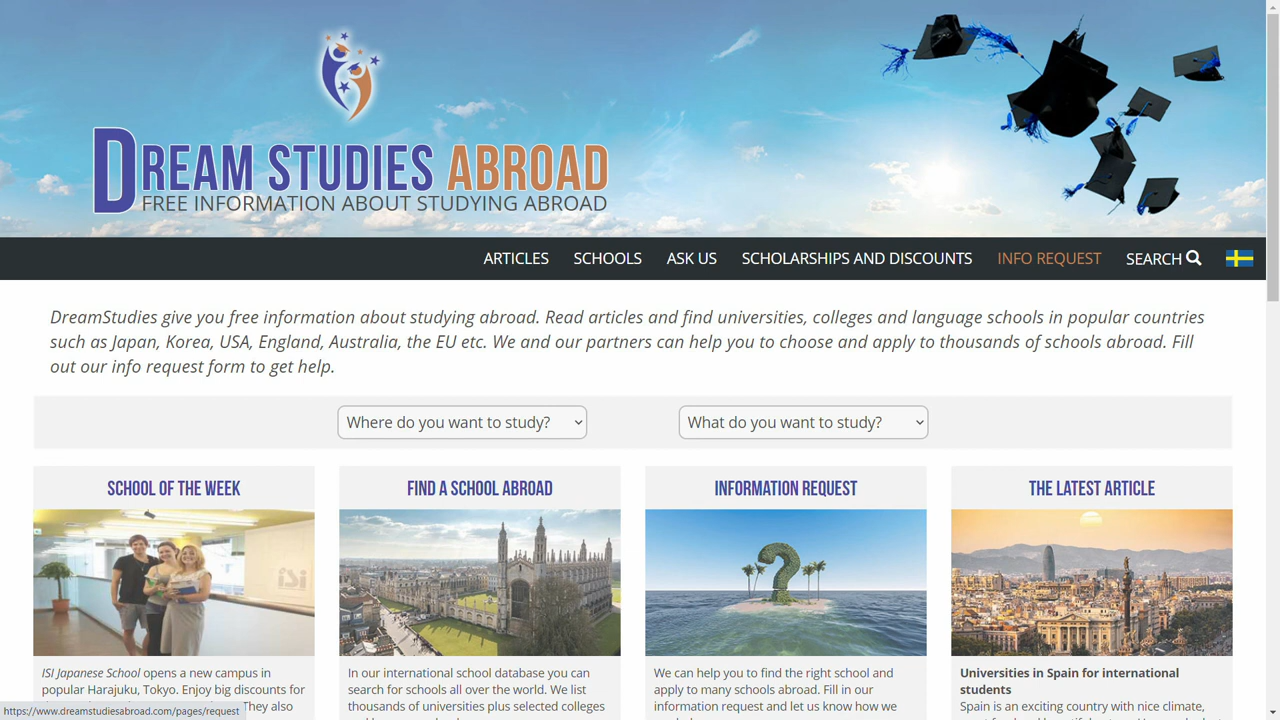 DREAM STUDIES ABROAD
FREE INFORMATION ABOUT STUDYING ABROAD
ARTICLES SCHOOLS ASK US SCHOLARSHIPS AND DISCOUNTS INFO REQUEST SEARCH
DreamStudies give you free information about studying abroad. Read articles and find universities, colleges and language schools in popular countries
such as Japan, Korea, USA, England, Australia, the EU etc. We and our partners can help you to choose and apply to thousands of schools abroad. Fill
out our info request form to get help.
Where do you want to study?
What do you want to study?
SCHOOL OF THE WEEK
ISI Japanese School opens a new campus in
popular Harajuku, Tokyo. Enjoy big discounts for
They also
FIND A SCHOOL ABROAD
In our international school database you can
search for schools all over the world. We list
thousands of universities plus selected colleges
INFORMATION REQUEST
We can help you to find the right school and
apply to many schools abroad. Fill in our
information request and let us know how we
THE LATEST ARTICLE
Universities in Spain for international
students
Spain is an exciting country with nice climate,
https://www.dreamstudiesabroad.com/pages/request